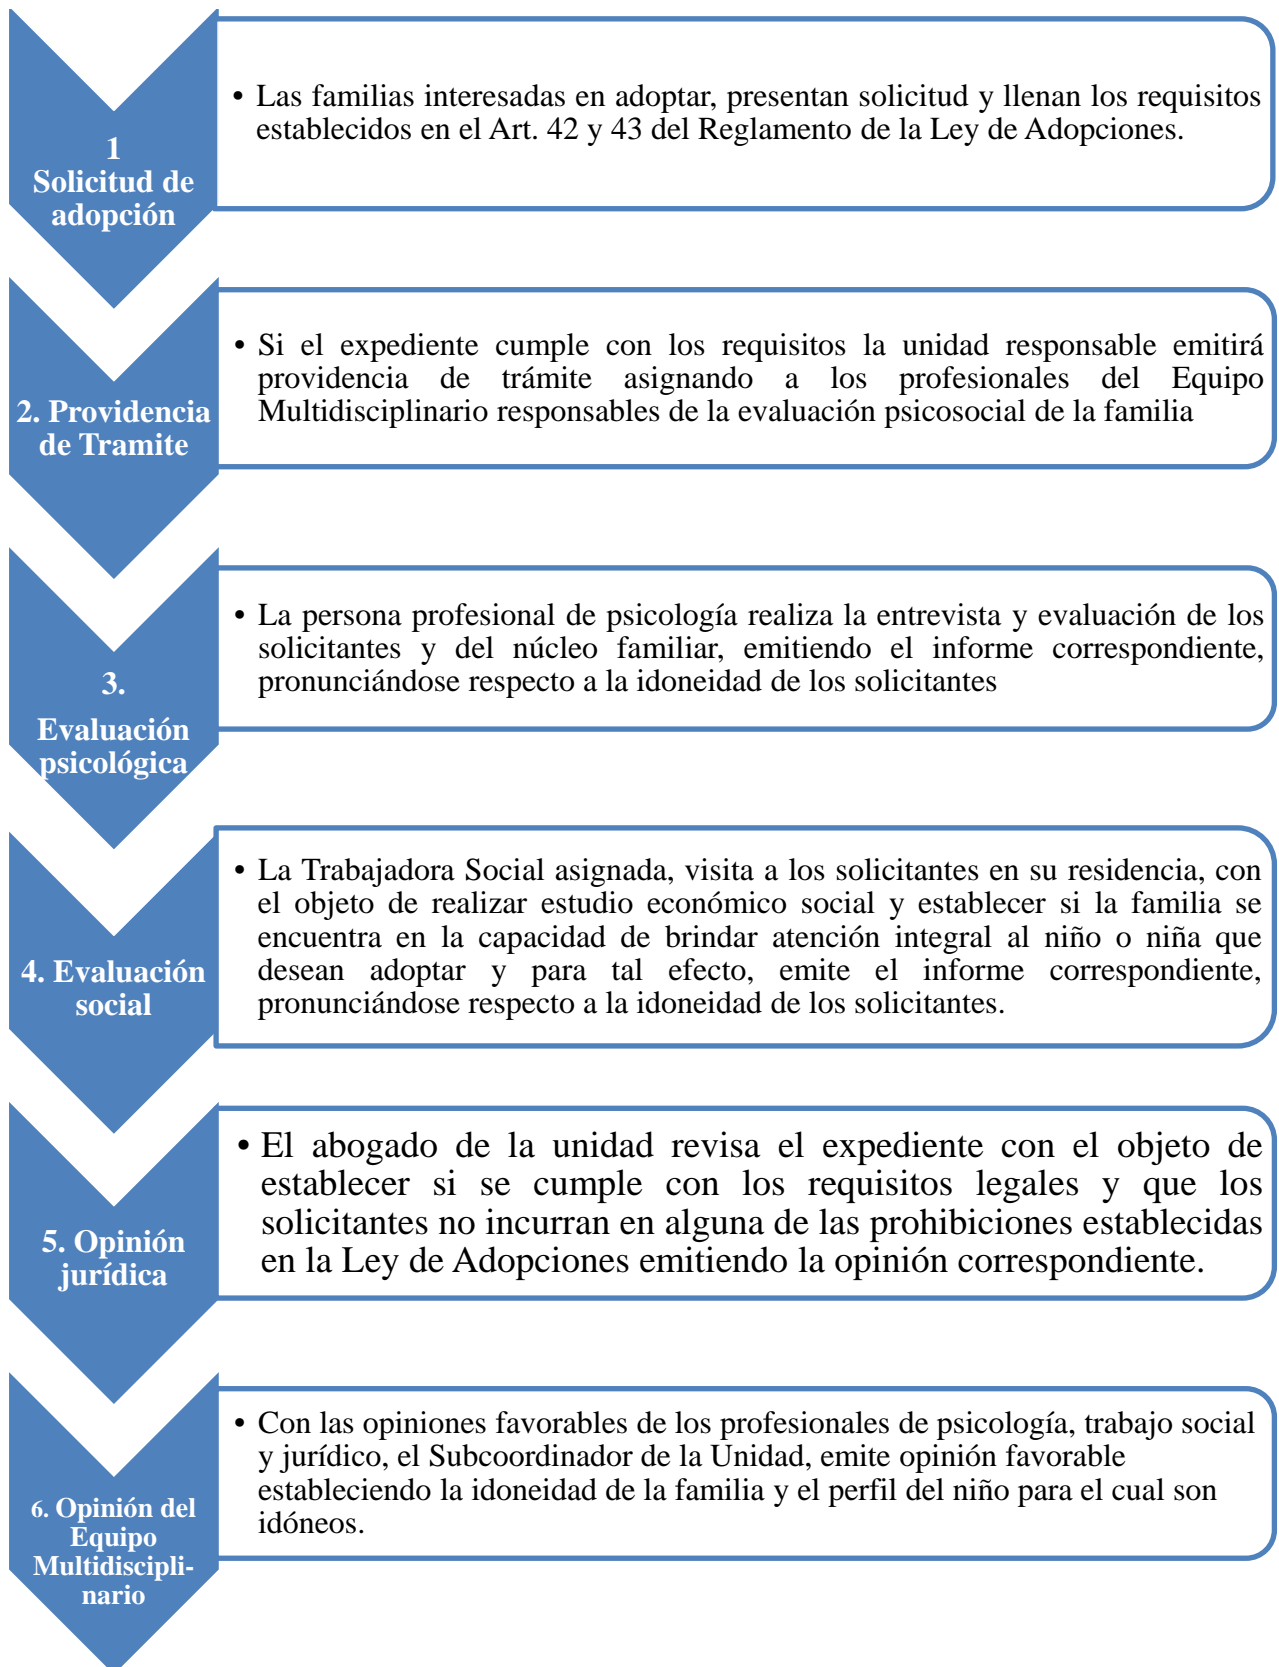 1
Solicitud de
adopción
• Las familias interesadas en adoptar, presentan solicitud y llenan los requisitos
establecidos en el Art. 42 y 43 del Reglamento de la Ley de Adopciones.
2. Providencia
de Tramite
• Si el expediente cumple con los requisitos la unidad responsable emitirá
providencia de trámite asignando a los profesionales del Equipo
Multidisciplinario responsables de la evaluación psicosocial de la familia
3.
Evaluación
psicológica
• La persona profesional de psicología realiza la entrevista y evaluación de los
solicitantes y del núcleo familiar, emitiendo el informe correspondiente,
pronunciándose respecto a la idoneidad de los solicitantes
4. Evaluación
social
• La Trabajadora Social asignada, visita a los solicitantes en su residencia, con
el objeto de realizar estudio económico social y establecer si la familia se
encuentra en la capacidad de brindar atención integral al niño o niña que
desean adoptar y para tal efecto, emite el informe correspondiente,
pronunciándose respecto a la idoneidad de los solicitantes.
5. Opinión
jurídica
• El abogado de la unidad revisa el expediente con el objeto de
establecer si se cumple con los requisitos legales y que los
solicitantes no incurran en alguna de las prohibiciones establecidas
en la Ley de Adopciones emitiendo la opinión correspondiente.
6. Opinión del
Equipo
Multidiscipli-
nario
• Con las opiniones favorables de los profesionales de psicología, trabajo social
y jurídico, el Subcoordinador de la Unidad, emite opinión favorable
estableciendo la idoneidad de la familia y el perfil del niño para el cual son
idóneos.